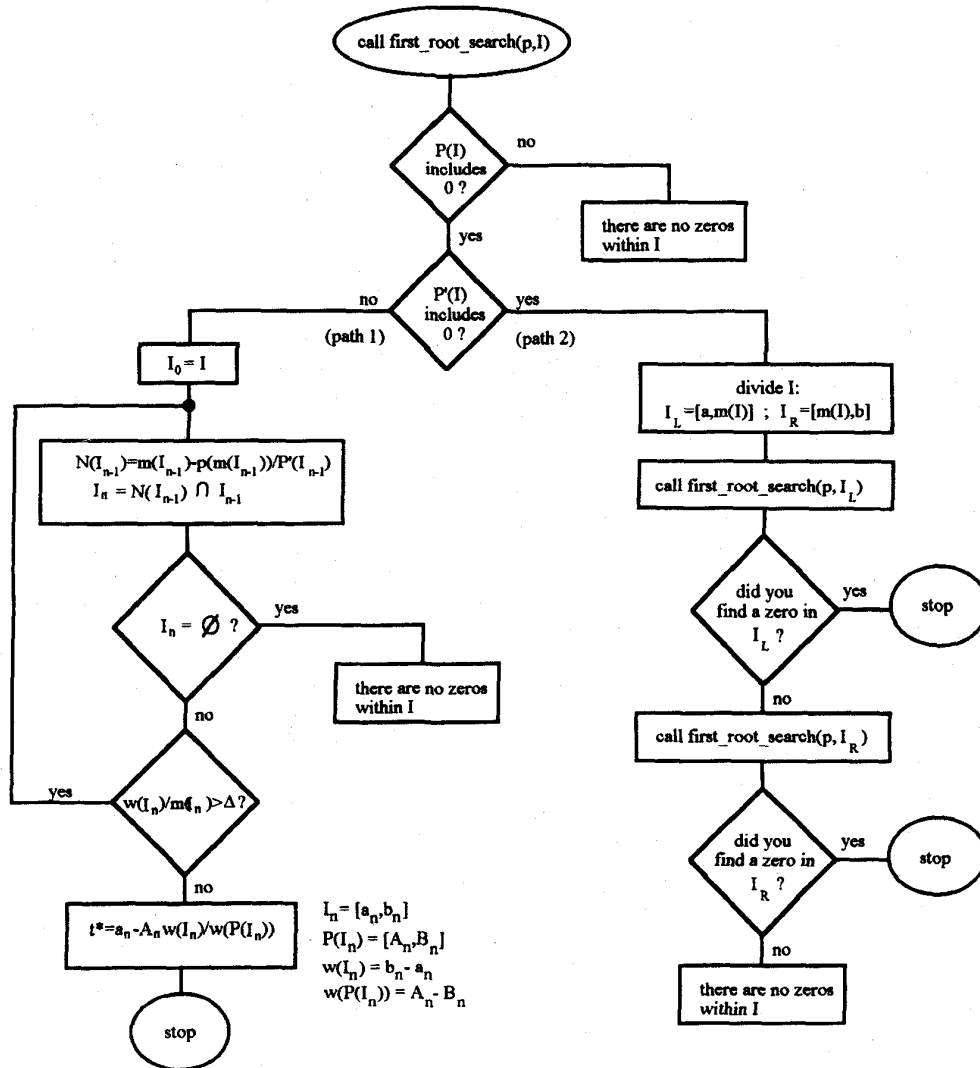 call first_root_search(p,I)
P(I)
includes
0 ?
no
there are no zeros
within I
yes
P'(I)
includes
0 ?
no
(path 1)
yes
(path 2)
I_0 = I
N(I_{n-1})=m(I_{n-1})-p(m(I_{n-1}))/P'(I_{n-1})
I_n = N(I_{n-1}) ∩ I_{n-1}
I_n = Ø ?
yes
there are no zeros
within I
no
w(I_n)/m(I_n)>Δ?
yes
no
t*=a_n-A_n w(I_n)/w(P(I_n))
stop
I_n = [a_n,b_n]
P(I_n) = [A_n,B_n]
w(I_n) = b_n - a_n
w(P(I_n)) = A_n - B_n
divide I:
I_L=[a,m(I)] ; I_R=[m(I),b]
call first_root_search(p, I_L)
did you
find a zero in
I_L ?
yes
stop
no
call first_root_search(p, I_R)
did you
find a zero in
I_R ?
yes
stop
no
there are no zeros
within I